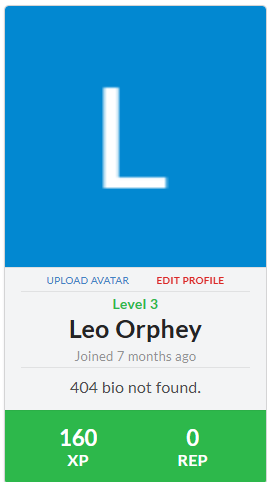 L
UPLOAD AVATAR EDIT PROFILE
Level 3
Leo Orphey
Joined 7 months ago
404 bio not found.
160 0
XP REP